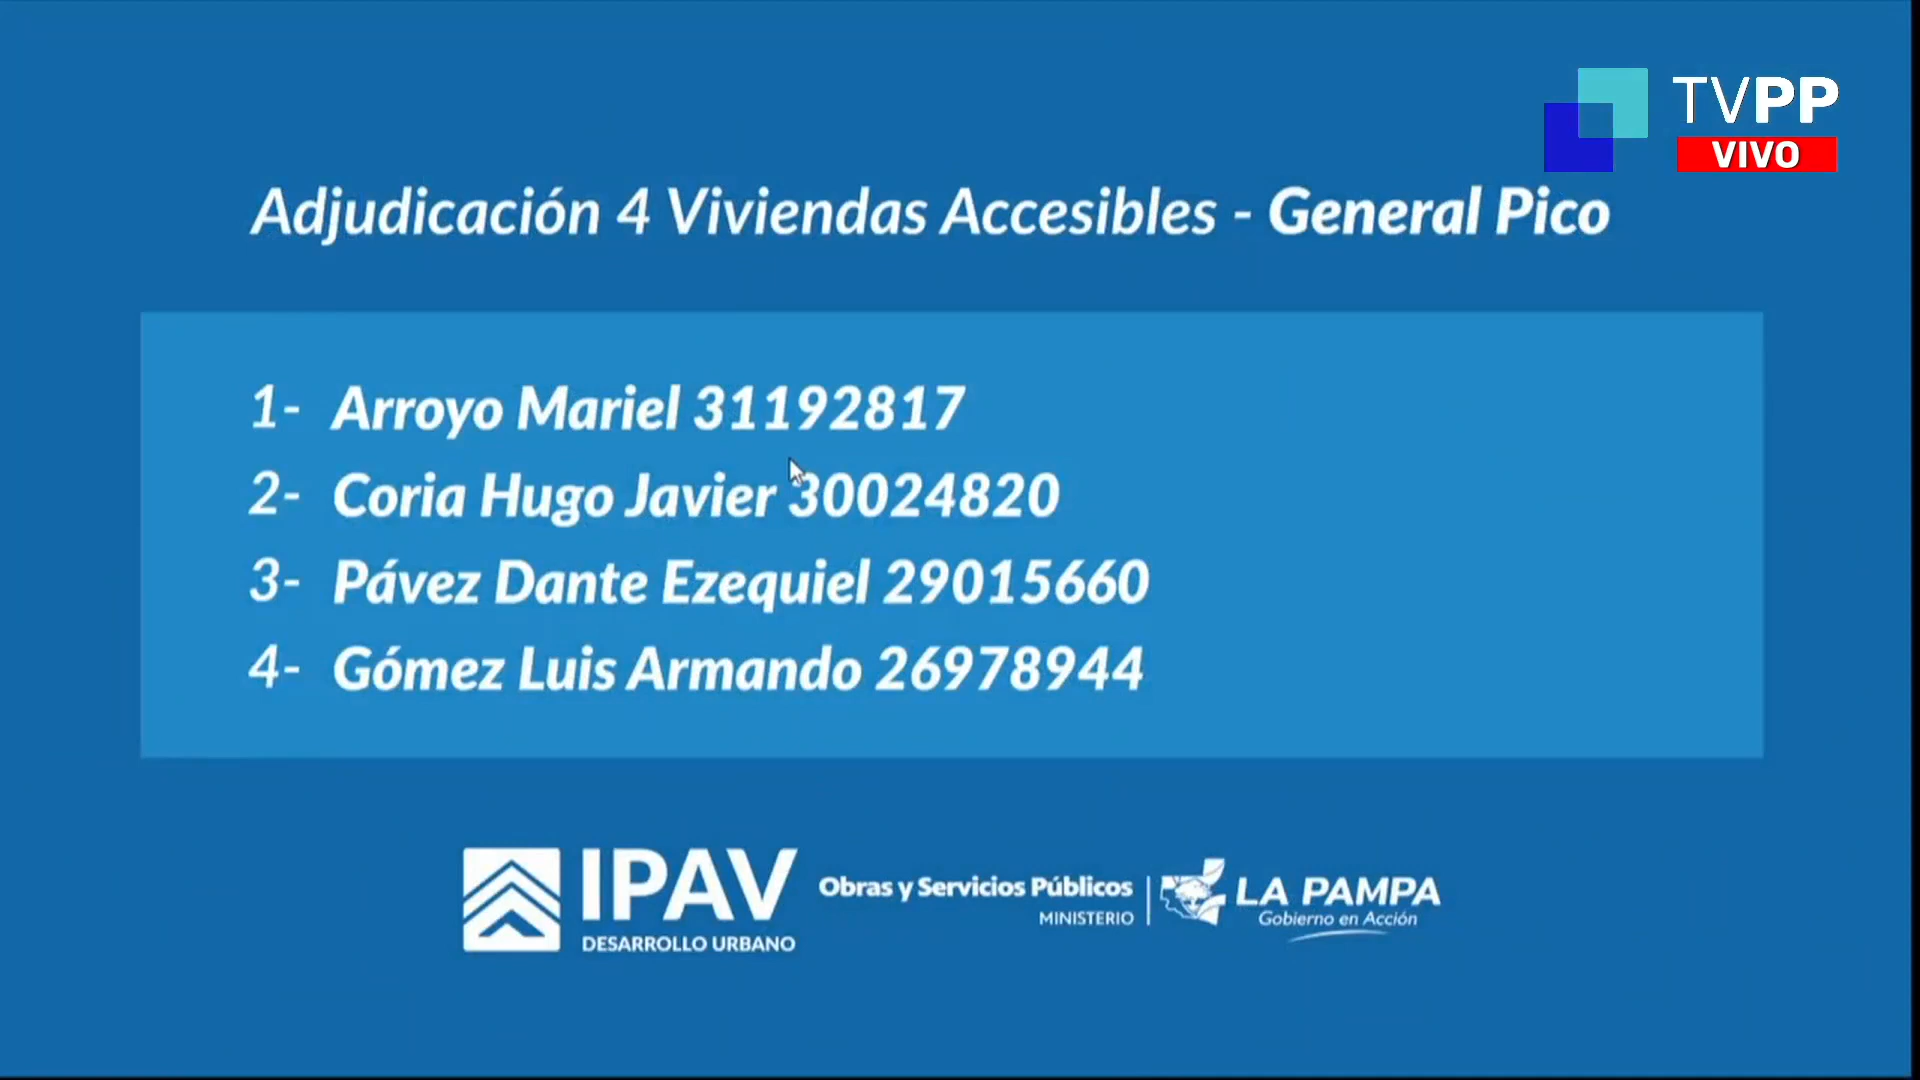 TVPP
VIVO
Adjudicación 4 Viviendas Accesibles - General Pico
1- Arroyo Mariel 31192817
2- Coria Hugo Javier 30024820
3- Pávez Dante Ezequiel 29015660
4- Gómez Luis Armando 26978944
IPAV
DESARROLLO URBANO
Obras y Servicios Públicos
MINISTERIO
LA PAMPA
Gobierno en Acción